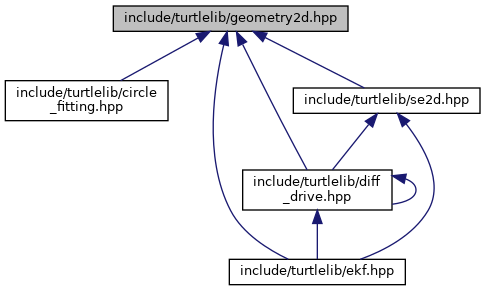 include/turtlelib/geometry2d.hpp
include/turtlelib/circle
_fitting.hpp
include/turtlelib/se2d.hpp
include/turtlelib/diff
_drive.hpp
include/turtlelib/ekf.hpp